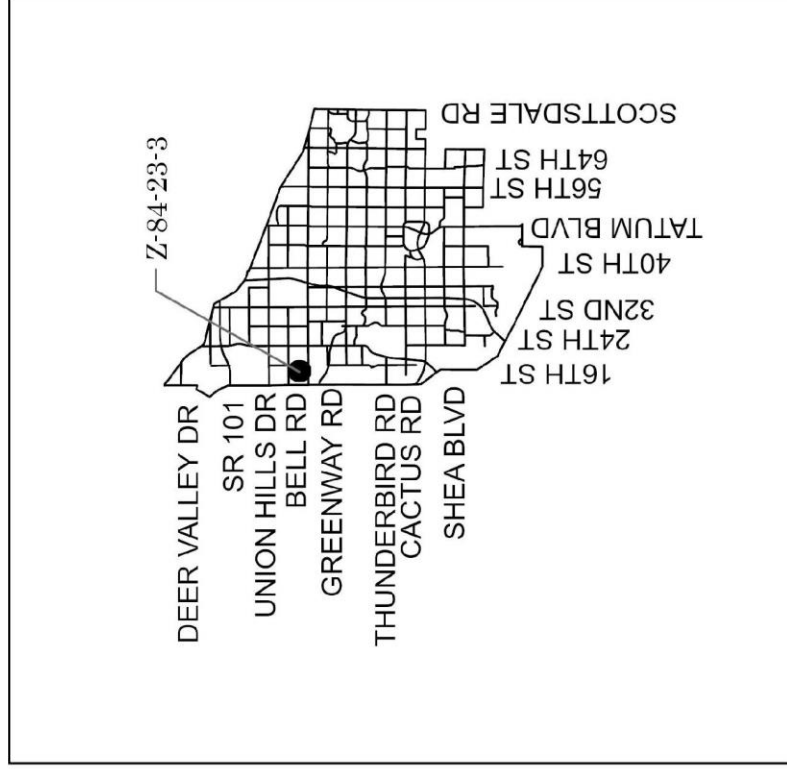 Z-84-23-3
SCOTTSDALE RD
64TH ST
56TH ST
TATUM BLVD
40TH ST
32ND ST
24TH ST
16TH ST
DEER VALLEY DR
SR 101
UNION HILLS DR
BELL RD
GREENWAY RD
THUNDERBIRD RD
CACTUS RD
SHEA BLVD